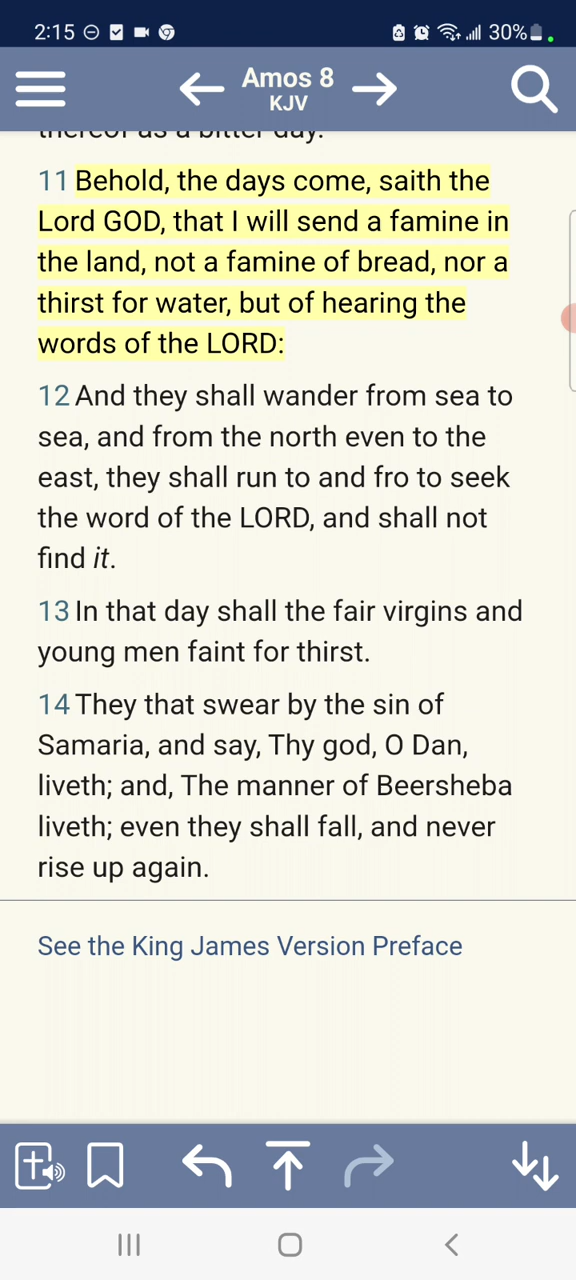 2:15
30%
Amos 8
KJV
thereof as a bitter day.
11 Behold, the days come, saith the
Lord GOD, that I will send a famine in
the land, not a famine of bread, nor a
thirst for water, but of hearing the
words of the LORD:
12 And they shall wander from sea to
sea, and from the north even to the
east, they shall run to and fro to seek
the word of the LORD, and shall not
find it.
13 In that day shall the fair virgins and
young men faint for thirst.
14 They that swear by the sin of
Samaria, and say, Thy god, O Dan,
liveth; and, The manner of Beersheba
liveth; even they shall fall, and never
rise up again.
See the King James Version Preface